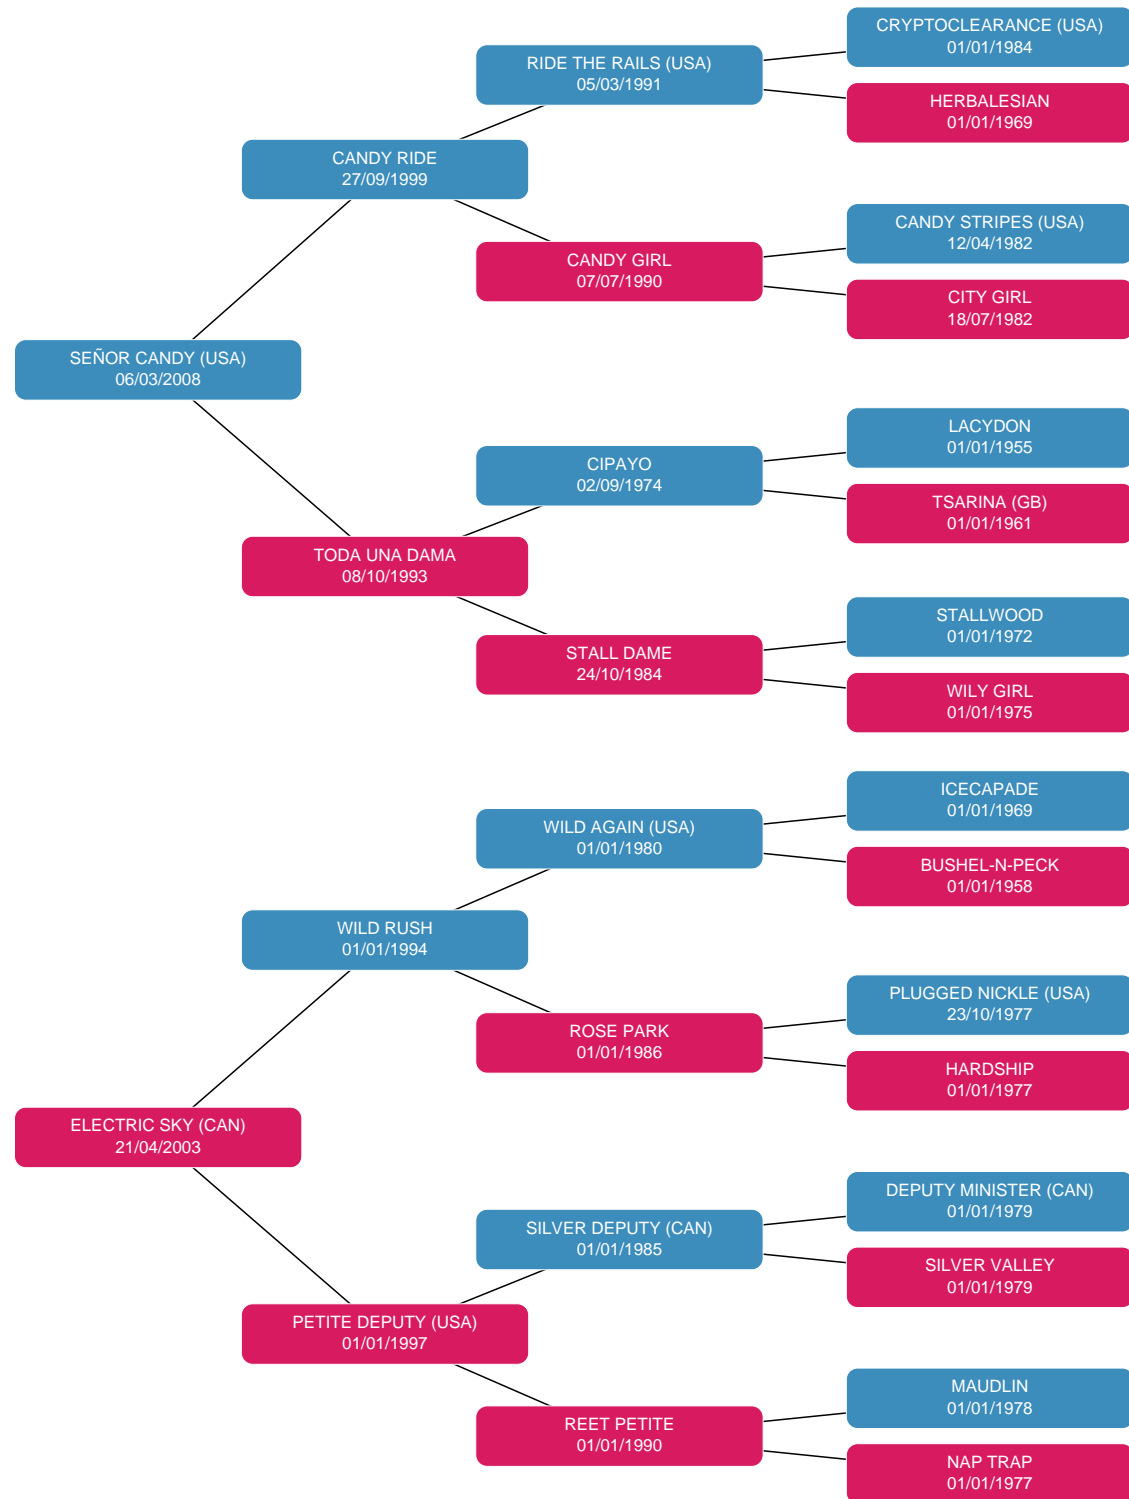 CRYPTOCLEARANCE (USA)
01/01/1984
RIDE THE RAILS (USA)
05/03/1991
HERBALESIAN
01/01/1969
CANDY RIDE
27/09/1999
CANDY STRIPES (USA)
12/04/1982
CANDY GIRL
07/07/1990
CITY GIRL
18/07/1982
SEÑOR CANDY (USA)
06/03/2008
LACYDON
01/01/1955
CIPAYO
02/09/1974
TSARINA (GB)
01/01/1961
TODA UNA DAMA
08/10/1993
STALLWOOD
01/01/1972
STALL DAME
24/10/1984
WILY GIRL
01/01/1975
ICECAPADE
01/01/1969
WILD AGAIN (USA)
01/01/1980
BUSHEL-N-PECK
01/01/1958
WILD RUSH
01/01/1994
PLUGGED NICKLE (USA)
23/10/1977
ROSE PARK
01/01/1986
HARDSHIP
01/01/1977
ELECTRIC SKY (CAN)
21/04/2003
DEPUTY MINISTER (CAN)
01/01/1979
SILVER DEPUTY (CAN)
01/01/1985
SILVER VALLEY
01/01/1979
PETITE DEPUTY (USA)
01/01/1997
MAUDLIN
01/01/1978
REET PETITE
01/01/1990
NAP TRAP
01/01/1977